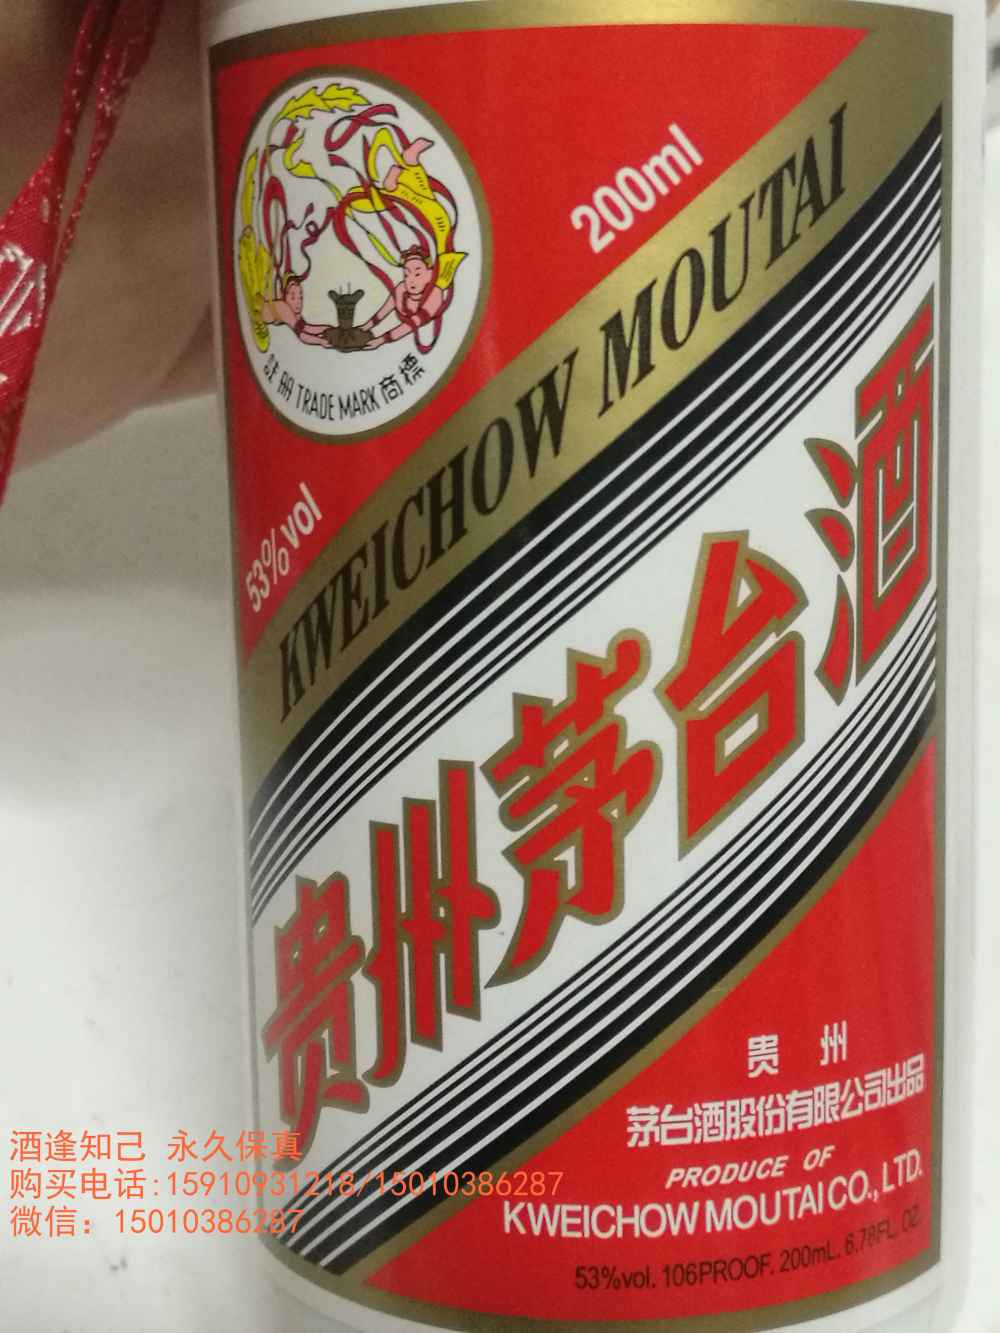 200ml
註册 TRADE MARK 商標
53%vol
KWEICHOW MOUTAI
贵州茅台酒
贵 州
茅台酒股份有限公司出品
PRODUCE OF
KWEICHOW MOUTAI CO., LTD.
53%vol. 106PROOF. 200mL. 6.78FL. OZ.
酒逢知己 永久保真
购买电话:15910931218/15010386287
微信：15010386287